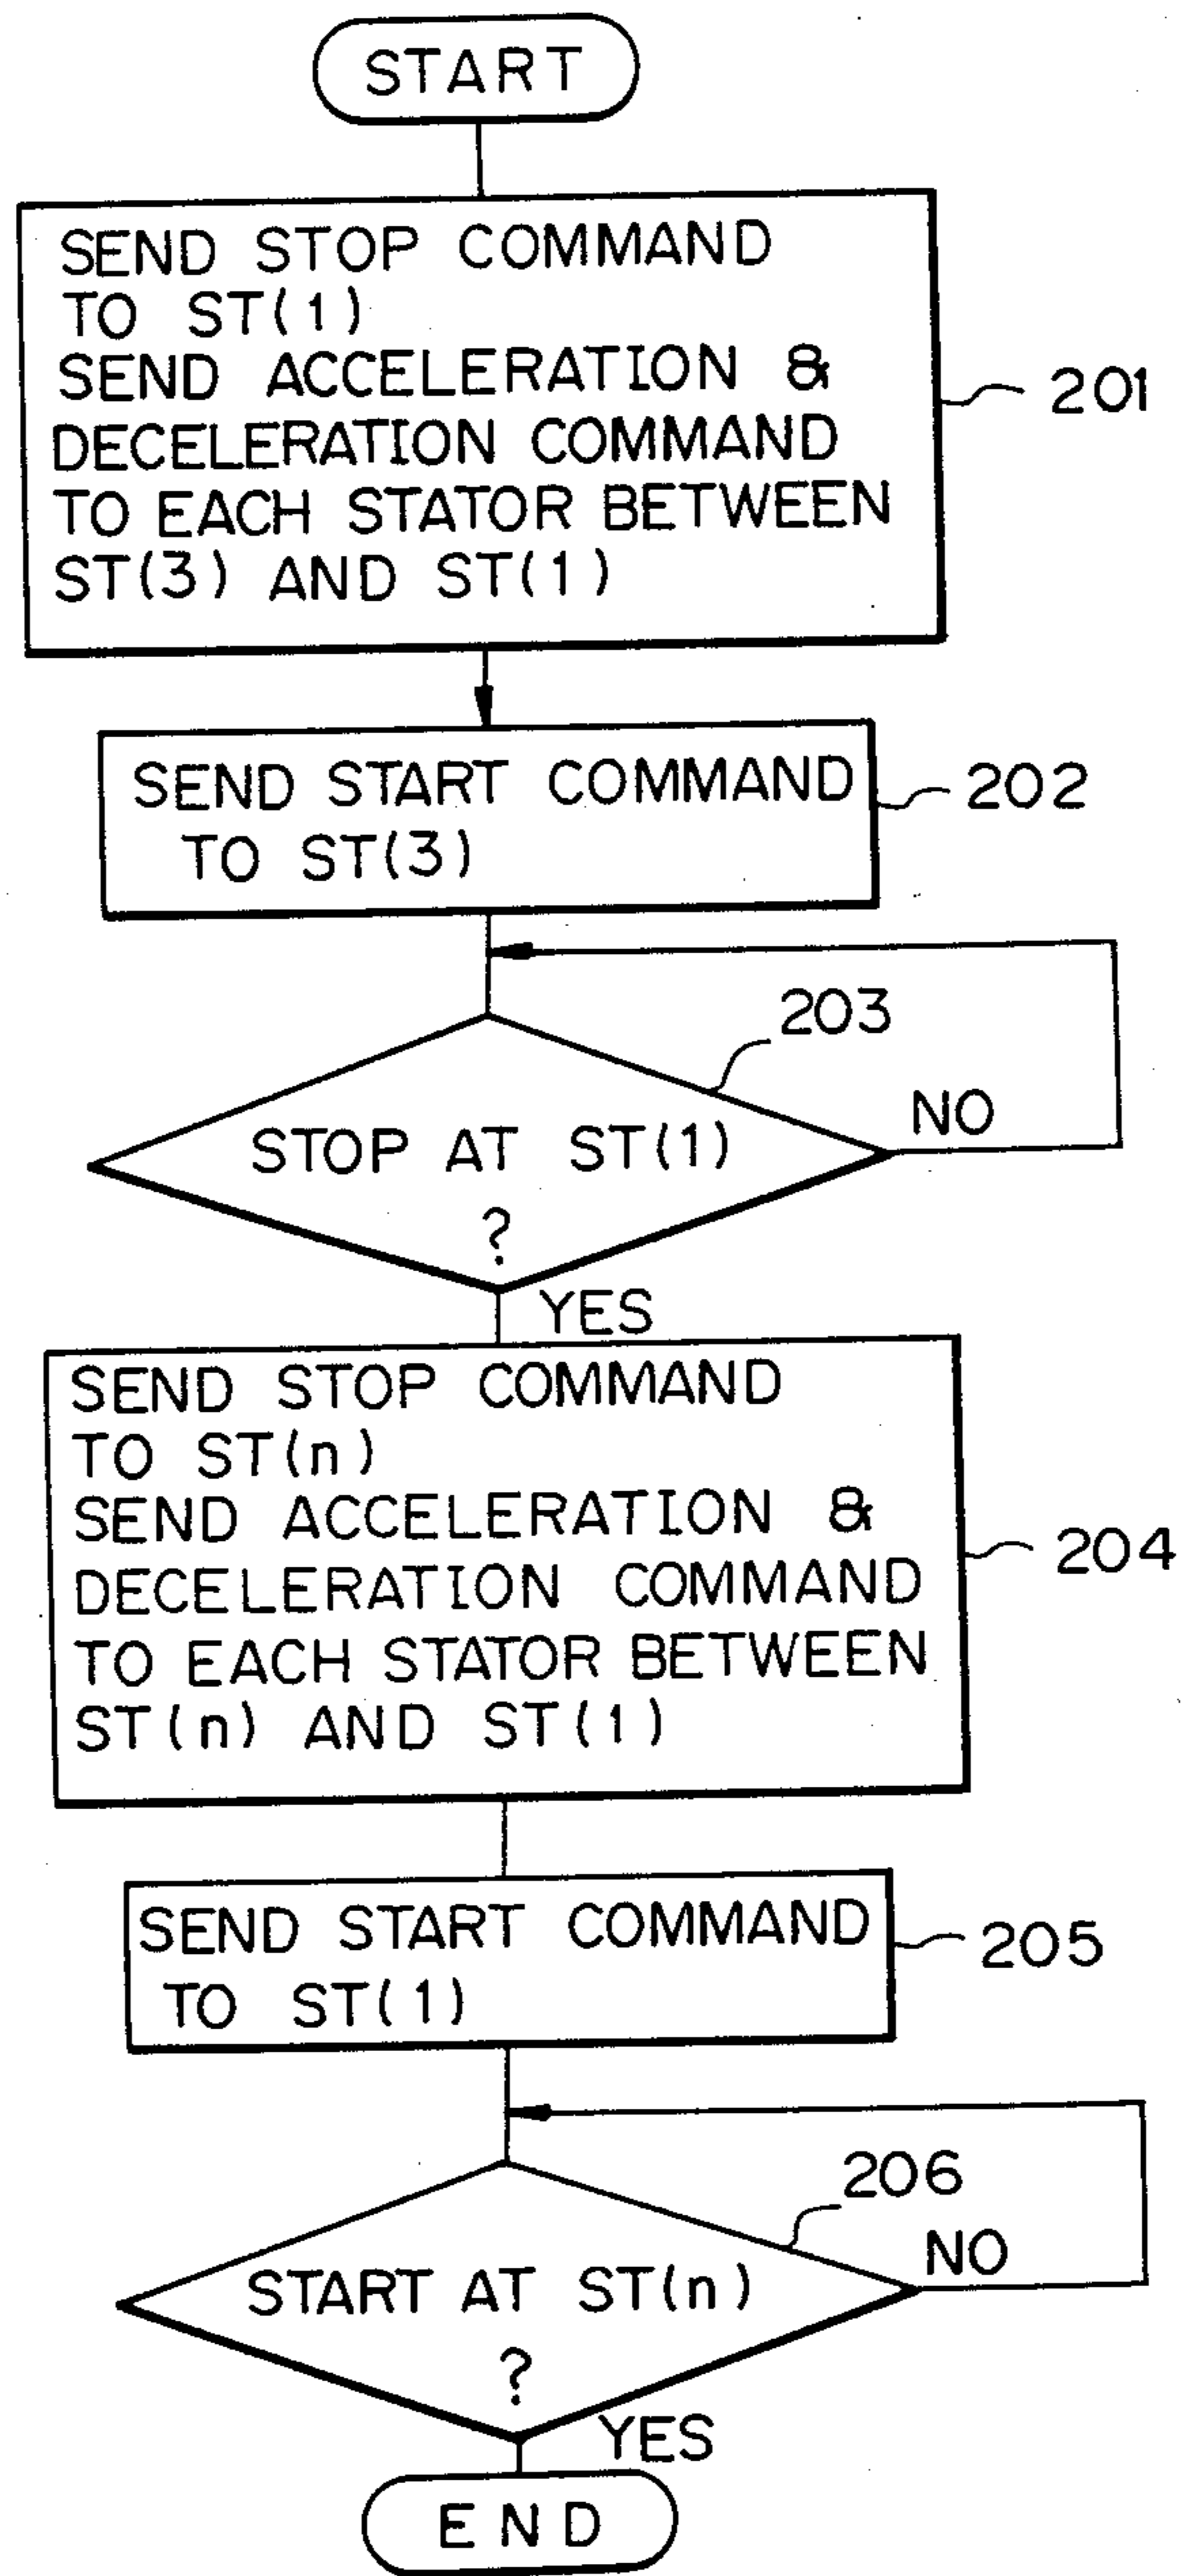 START
SEND STOP COMMAND
TO ST(1)
SEND ACCELERATION &
DECELERATION COMMAND
TO EACH STATOR BETWEEN
ST(3) AND ST(1)
201
SEND START COMMAND
TO ST(3)
202
203
NO
STOP AT ST(1)
?
YES
SEND STOP COMMAND
TO ST(n)
SEND ACCELERATION &
DECELERATION COMMAND
TO EACH STATOR BETWEEN
ST(n) AND ST(1)
204
SEND START COMMAND
TO ST(1)
205
206
NO
START AT ST(n)
?
YES
END